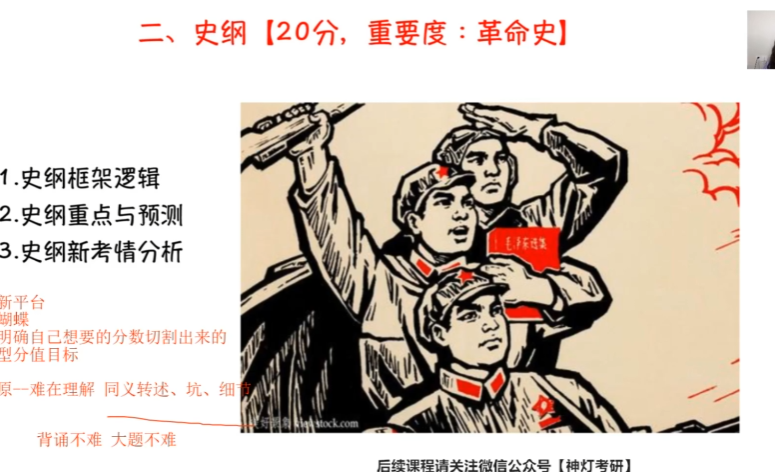 二、史纲【20分，重要度：革命史】
1.史纲框架逻辑
2.史纲重点与预测
3.史纲新考情分析
毛泽东选集
新平台
蝴蝶
明确自己想要的分数切割出来的
型分值目标
原--难在理解 同义转述、坑、细节
背诵不难 大题不难
后续课程请关注微信公众号【神灯考研】